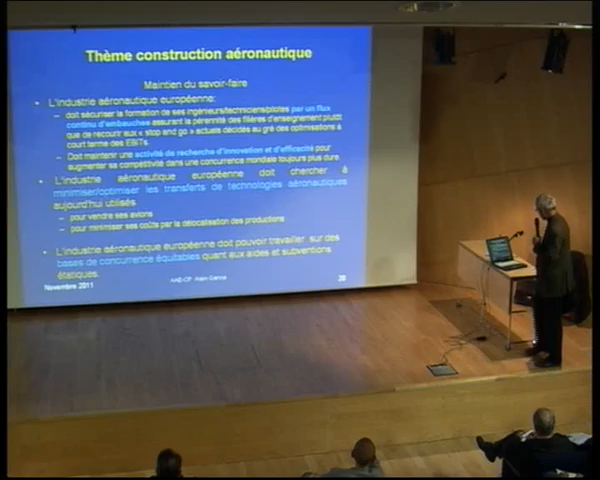 Thème construction aéronautique
Maintien du savoir-faire
• L'industrie aéronautique européenne:
– doit sécuriser la formation de ses ingénieurs/techniciens/pilotes par un flux
continu d'embauches assurant la pérennité des filières d'enseignement plutôt
que de recourir aux « stop and go » actuels décidés au gré des optimisations à
court terme des EBITs.
– Doit maintenir une activité de recherche d'innovation et d'efficacité pour
augmenter sa compétitivité dans une concurrence mondiale toujours plus dure.
• L'industrie aéronautique européenne doit chercher à
minimiser/optimiser les transferts de technologies aéronautiques
aujourd'hui utilisés
– pour vendre ses avions
– pour minimiser ses coûts par la délocalisation des productions
• L'industrie aéronautique européenne doit pouvoir travailler sur des
bases de concurrence équitables quant aux aides et subventions
étatiques.
Novembre 2011
Alain
20